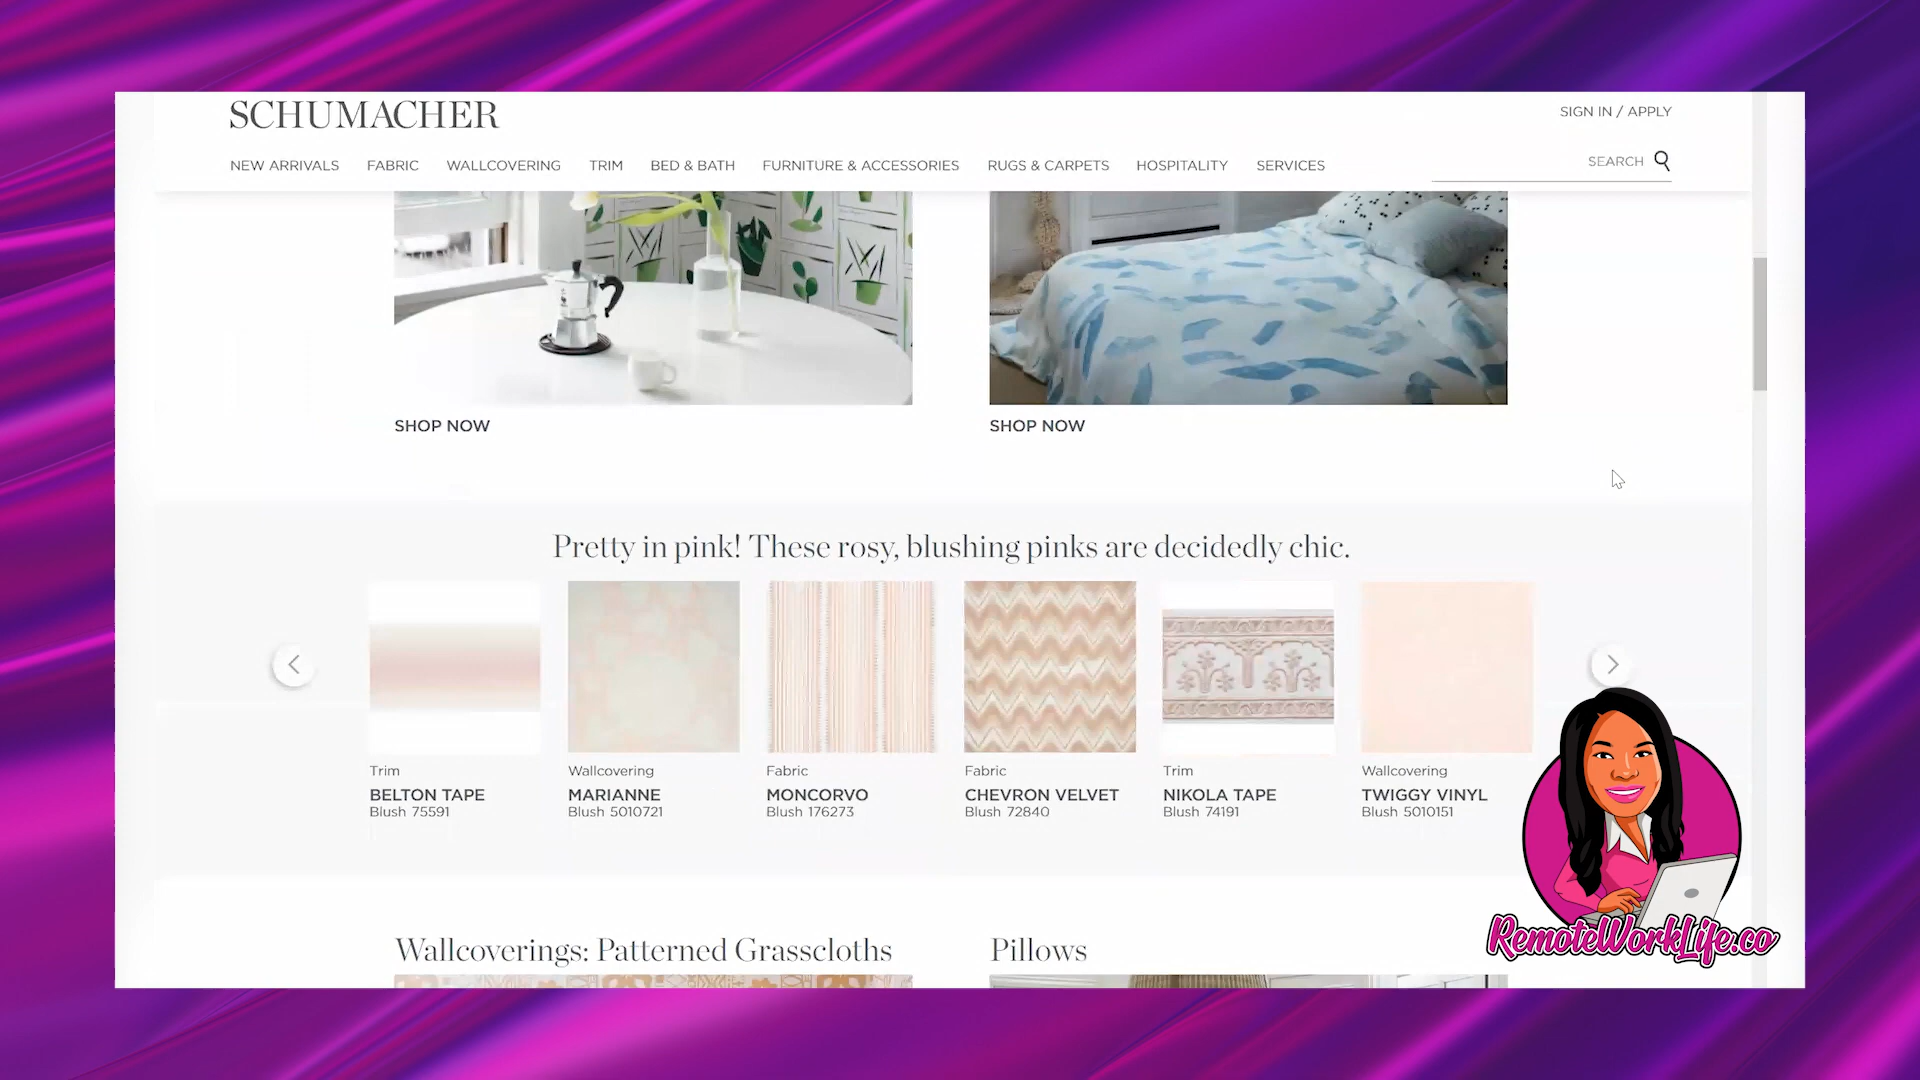 SCHUMACHER
SIGN IN / APPLY
NEW ARRIVALS FABRIC WALLCOVERING TRIM BED & BATH FURNITURE & ACCESSORIES RUGS & CARPETS HOSPITALITY SERVICES
SEARCH
SHOP NOW
SHOP NOW
Pretty in pink! These rosy, blushing pinks are decidedly chic.
Trim
BELTON TAPE
Blush 75591
Wallcovering
MARIANNE
Blush 5010721
Fabric
MONCORVO
Blush 176273
Fabric
CHEVRON VELVET
Blush 72840
Trim
NIKOLA TAPE
Blush 74191
Wallcovering
TWIGGY VINYL
Blush 5010151
Wallcoverings: Patterned Grasscloths
Pillows
RemoteWorkLife.co